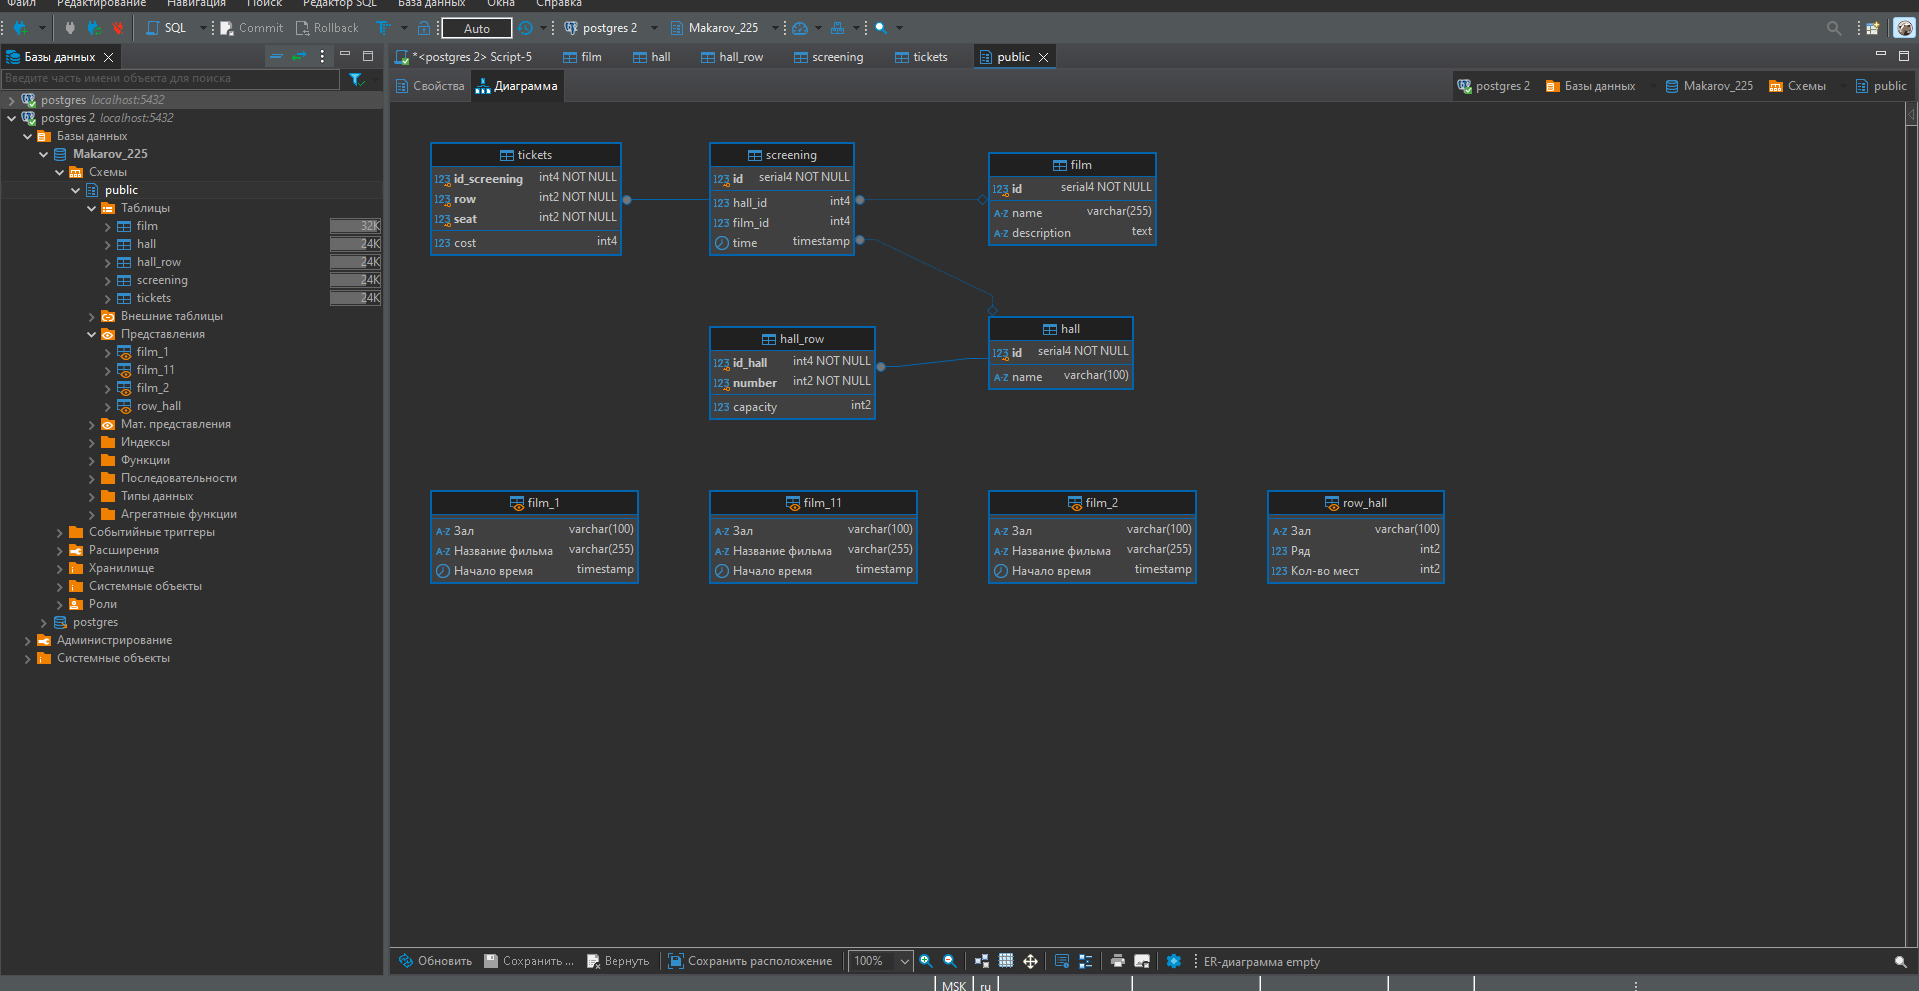 Файл Редактирование Навигация Поиск Редактор SQL База данных Окна Справка
SQL Commit Rollback Auto postgres 2 Makarov_225
Базы данных
*<postgres 2> Script-5 film hall hall_row screening tickets public
Введите часть имени объекта для поиска
Свойства Диаграмма
postgres 2 Базы данных Makarov_225 Схемы public
postgres localhost:5432
postgres 2 localhost:5432
Базы данных
Makarov_225
Схемы
public
Таблицы
film 32K
hall 24K
hall_row 24K
screening 24K
tickets 24K
Внешние таблицы
Представления
film_1
film_11
film_2
row_hall
Мат. представления
Индексы
Функции
Последовательности
Типы данных
Агрегатные функции
Событийные триггеры
Расширения
Хранилище
Системные объекты
Роли
postgres
Администрирование
Системные объекты
tickets
123 id_screening int4 NOT NULL
123 row int2 NOT NULL
123 seat int2 NOT NULL
123 cost int4
screening
123 id serial4 NOT NULL
123 hall_id int4
123 film_id int4
time timestamp
film
123 id serial4 NOT NULL
A-Z name varchar(255)
A-Z description text
hall_row
123 id_hall int4 NOT NULL
123 number int2 NOT NULL
123 capacity int2
hall
123 id serial4 NOT NULL
A-Z name varchar(100)
film_1
A-Z Зал varchar(100)
A-Z Название фильма varchar(255)
Начало время timestamp
film_11
A-Z Зал varchar(100)
A-Z Название фильма varchar(255)
Начало время timestamp
film_2
A-Z Зал varchar(100)
A-Z Название фильма varchar(255)
Начало время timestamp
row_hall
A-Z Зал varchar(100)
123 Ряд int2
123 Кол-во мест int2
Обновить Сохранить ... Вернуть Сохранить расположение 100% ER-диаграмма empty
MSK ru